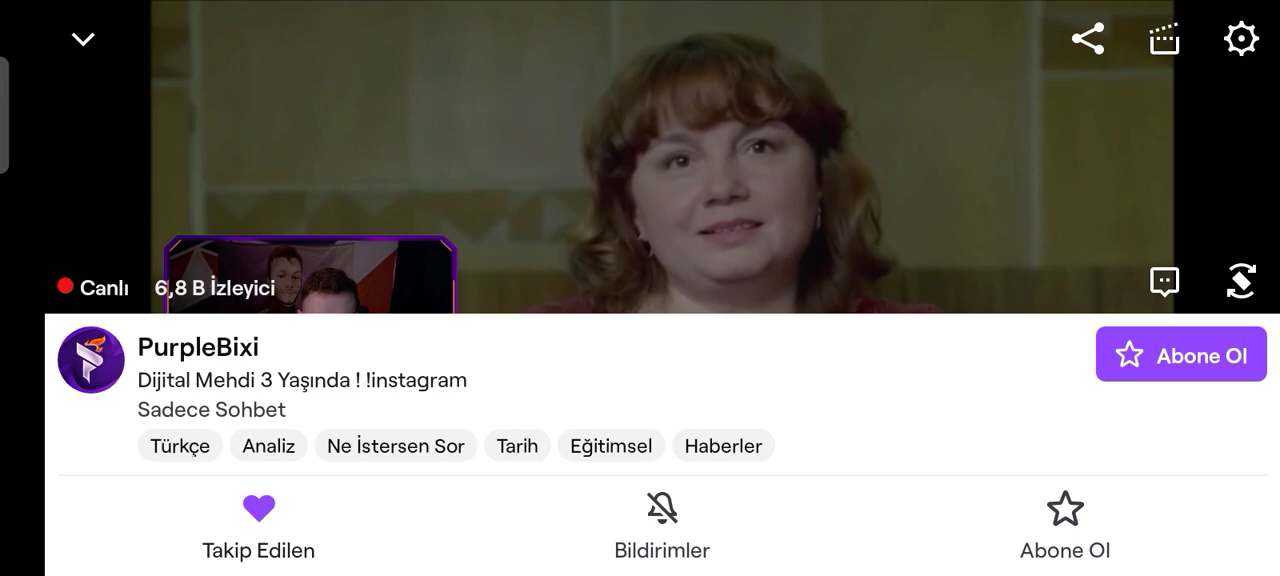 Canlı 6,8 B İzleyici
PurpleBixi
Dijital Mehdi 3 Yaşında ! !instagram
Sadece Sohbet
Abone Ol
Türkçe Analiz Ne İstersen Sor Tarih Eğitimsel Haberler
Takip Edilen Bildirimler Abone Ol